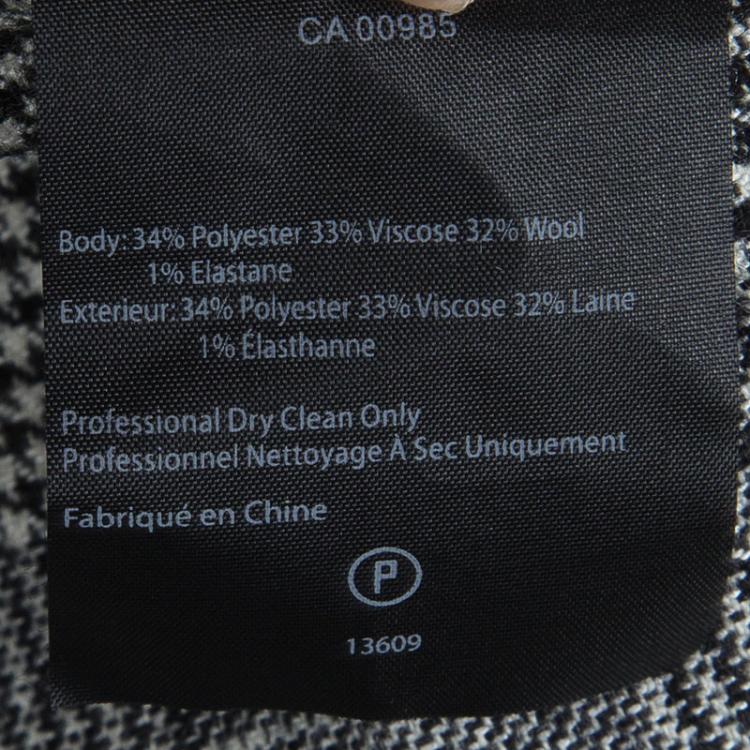 CA 00985
Body: 34% Polyester 33% Viscose 32% Wool
1% Elastane
Exterieur: 34% Polyester 33% Viscose 32% Laine
1% Élasthanne
Professional Dry Clean Only
Professionnel Nettoyage À Sec Uniquement
Fabriqué en Chine
P
13609